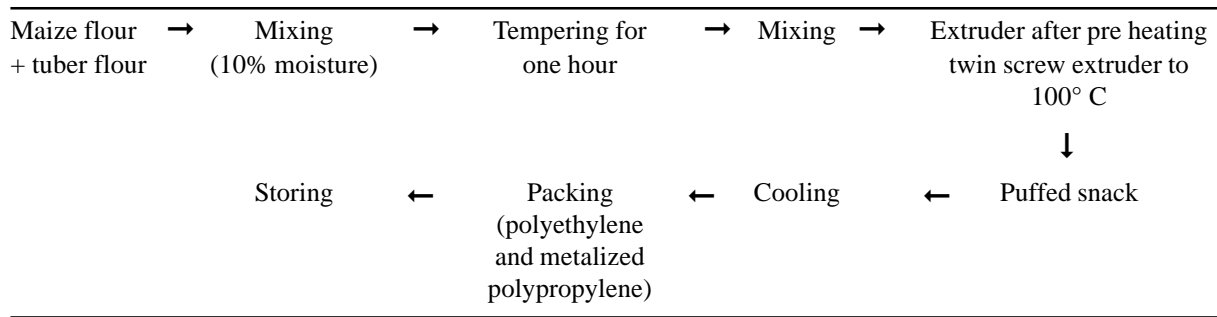 Maize flour → Mixing → Tempering for → Mixing → Extruder after pre heating
+ tuber flour (10% moisture) one hour twin screw extruder to
100° C
↓
Storing ← Packing ← Cooling ← Puffed snack
(polyethylene
and metalized
polypropylene)